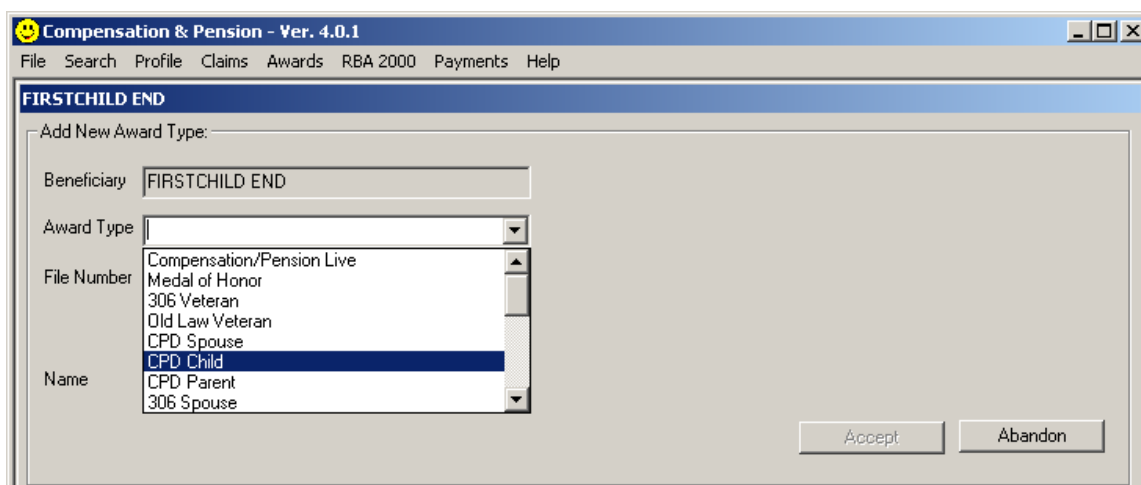 Compensation & Pension - Ver. 4.0.1
File Search Profile Claims Awards RBA 2000 Payments Help
FIRSTCHILD END
Add New Award Type:
Beneficiary FIRSTCHILD END
Award Type
File Number
Compensation/Pension Live
Medal of Honor
306 Veteran
Old Law Veteran
CPD Spouse
CPD Child
CPD Parent
306 Spouse
Name
Accept Abandon